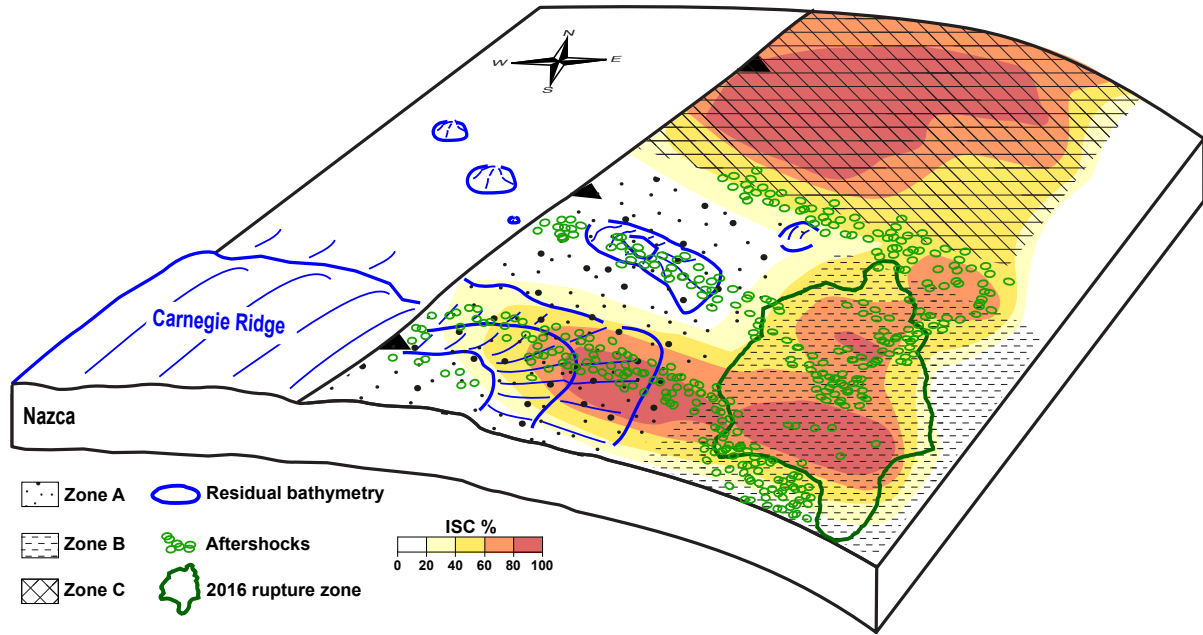 N
W E
S
Carnegie Ridge
Nazca
Zone A
Residual bathymetry
Zone B
Aftershocks
ISC %
0 20 40 60 80 100
Zone C
2016 rupture zone